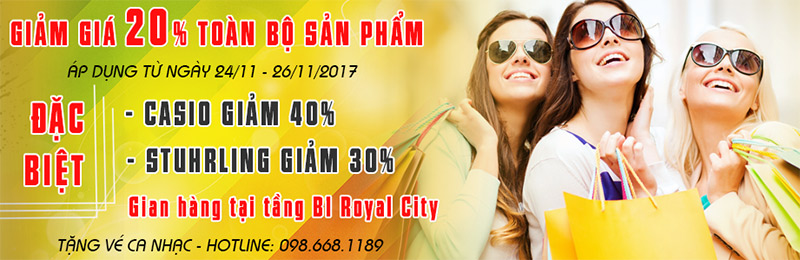 GIẢM GIÁ 20% TOÀN BỘ SẢN PHẨM
ÁP DỤNG TỪ NGÀY 24/11 - 26/11/2017
ĐẶC BIỆT
- CASIO GIẢM 40%
- STUHRLING GIẢM 30%
Gian hàng tại tầng B1 Royal City
TẶNG VÉ CA NHẠC - HOTLINE: 098.668.1189